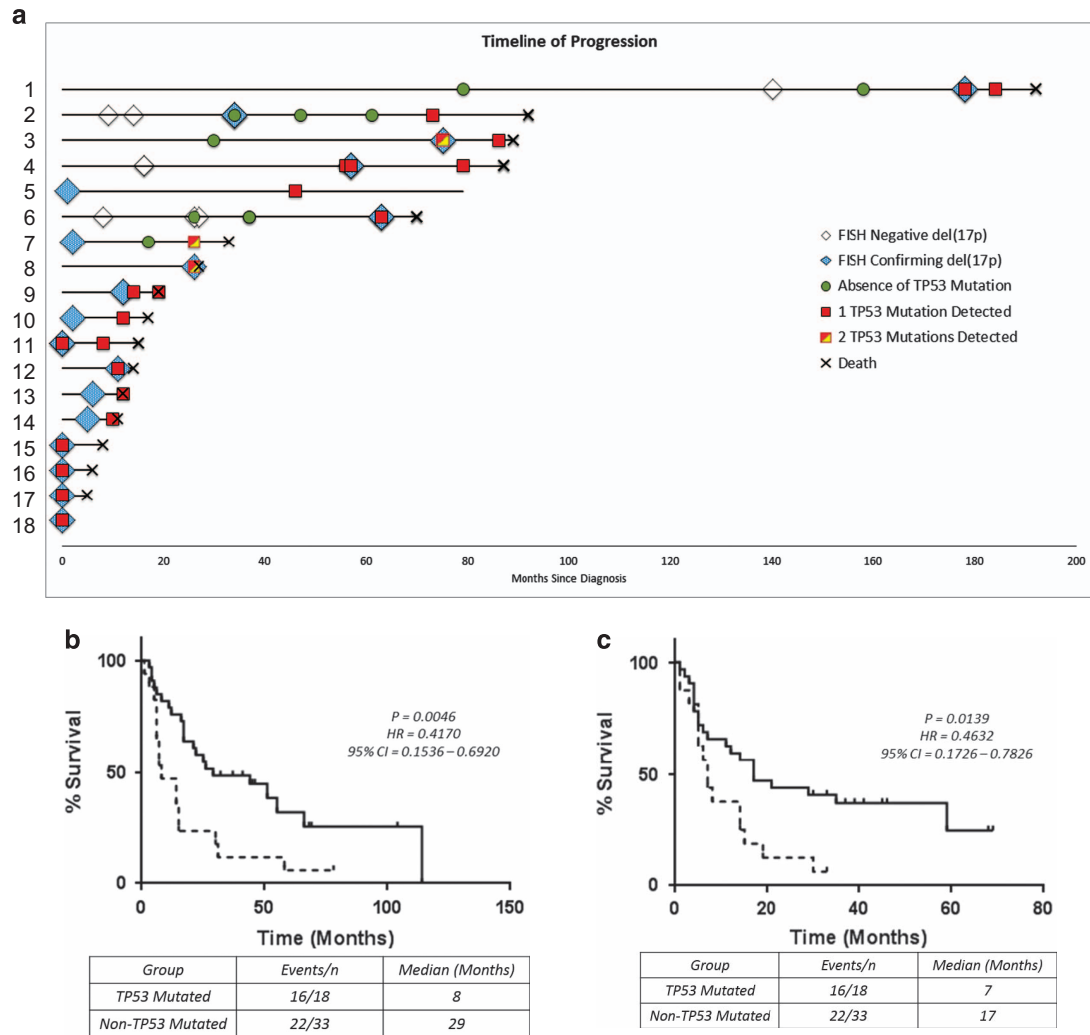 a
Timeline of Progression
1
2
3
4
5
6
7
8
9
10
11
12
13
14
15
16
17
18
FISH Negative del(17p)
FISH Confirming del(17p)
Absence of TP53 Mutation
1 TP53 Mutation Detected
2 TP53 Mutations Detected
Death
0 20 40 60 80 100 120 140 160 180 200
Months Since Diagnosis
b
% Survival
100
50
0
P = 0.0046
HR = 0.4170
95% CI = 0.1536 – 0.6920
0 50 100 150
Time (Months)
Group Events/n Median (Months)
TP53 Mutated 16/18 8
Non-TP53 Mutated 22/33 29
c
% Survival
100
50
0
P = 0.0139
HR = 0.4632
95% CI = 0.1726 – 0.7826
0 20 40 60 80
Time (Months)
Group Events/n Median (Months)
TP53 Mutated 16/18 7
Non-TP53 Mutated 22/33 17